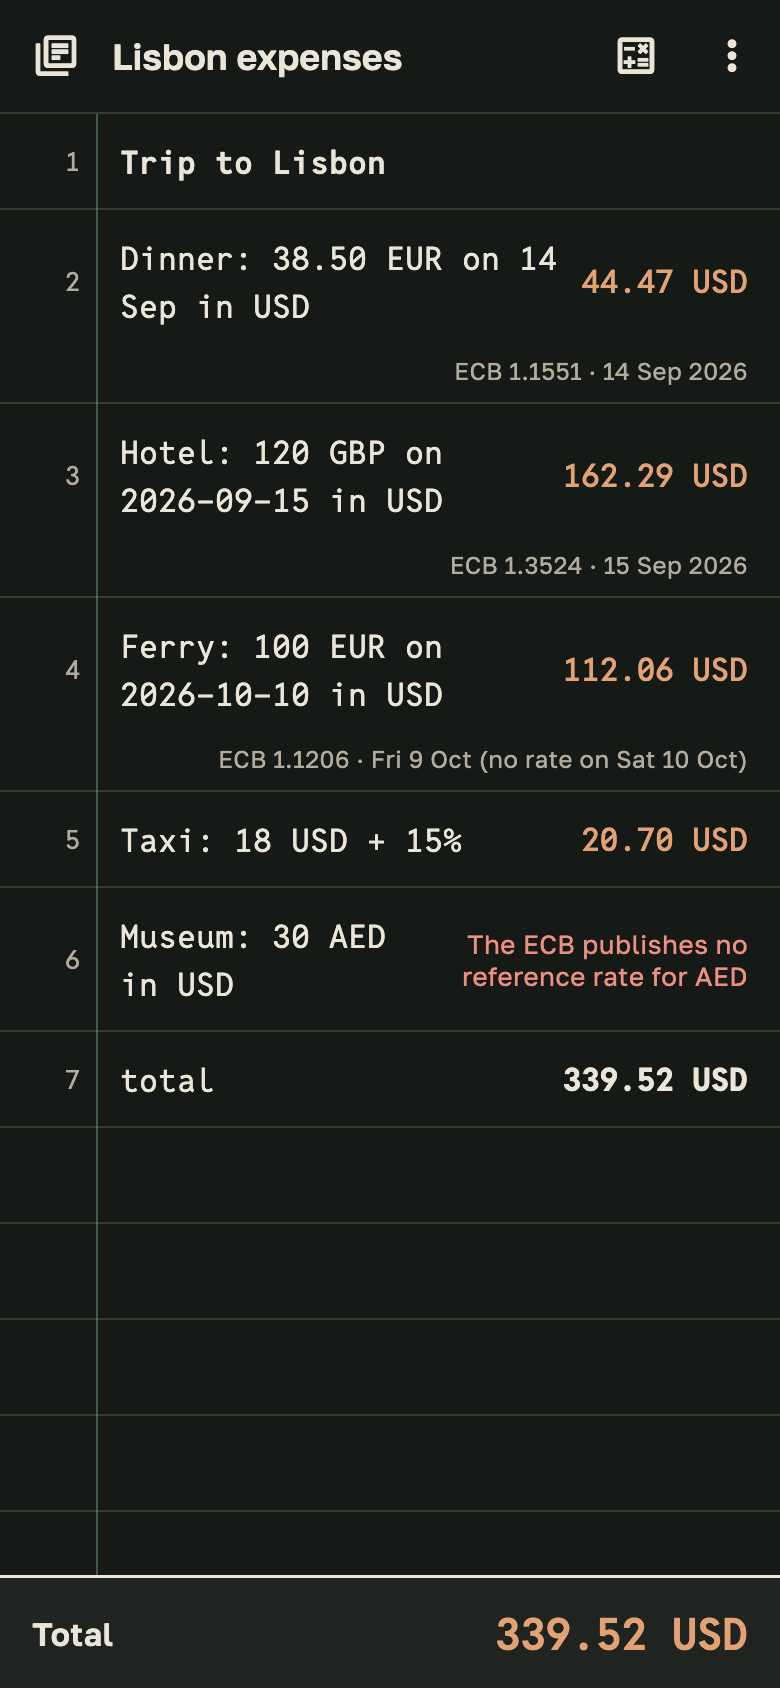 Lisbon expenses
1 Trip to Lisbon
2 Dinner: 38.50 EUR on 14
Sep in USD
44.47 USD
ECB 1.1551 · 14 Sep 2026
3 Hotel: 120 GBP on
2026-09-15 in USD
162.29 USD
ECB 1.3524 · 15 Sep 2026
4 Ferry: 100 EUR on
2026-10-10 in USD
112.06 USD
ECB 1.1206 · Fri 9 Oct (no rate on Sat 10 Oct)
5 Taxi: 18 USD + 15% 20.70 USD
6 Museum: 30 AED
in USD
The ECB publishes no
reference rate for AED
7 total 339.52 USD
Total 339.52 USD